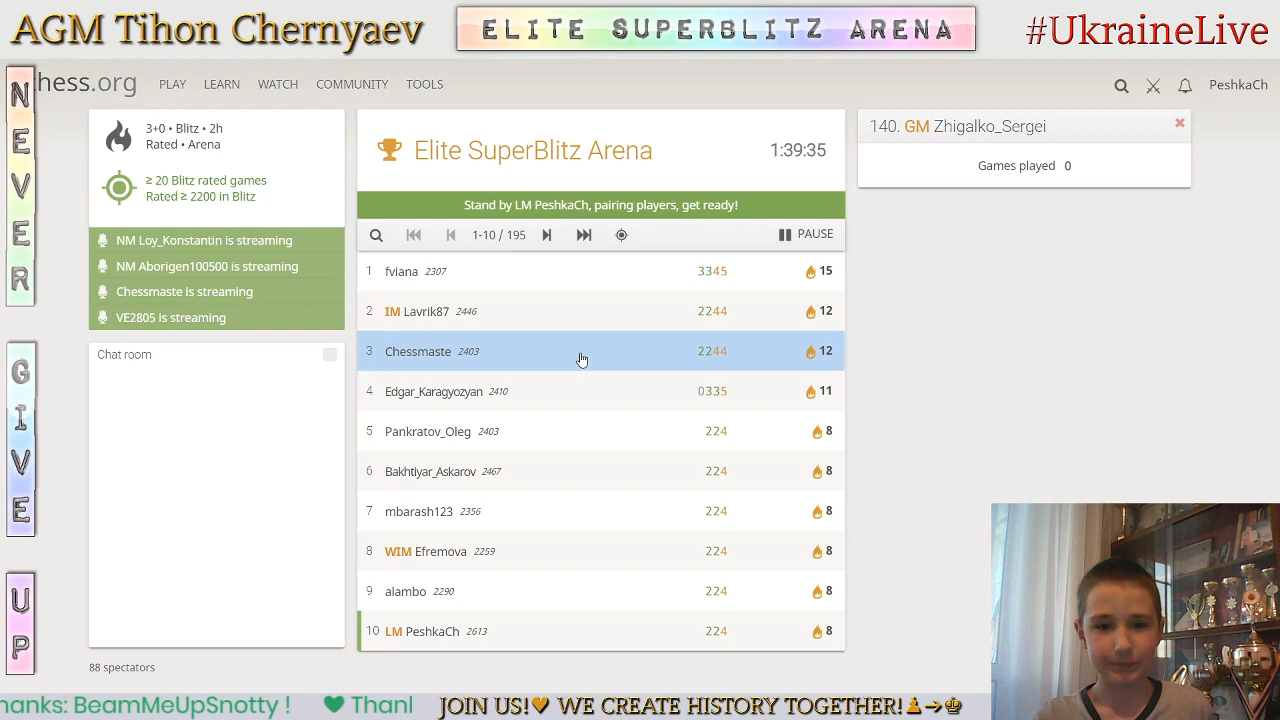 AGM Tihon Chernyaev
ELITE SUPERBLITZ ARENA
#UkraineLive
NEVER
GIVE
UP
hess.org
PLAY LEARN WATCH COMMUNITY TOOLS
PeshkaCh
3+0 • Blitz • 2h
Rated • Arena
≥ 20 Blitz rated games
Rated ≥ 2200 in Blitz
NM Loy_Konstantin is streaming
NM Aborigen100500 is streaming
Chessmaste is streaming
VE2805 is streaming
Chat room
88 spectators
Elite SuperBlitz Arena 1:39:35
Stand by LM PeshkaCh, pairing players, get ready!
1-10 / 195 PAUSE
1 fviana 2307 3345 15
2 IM Lavrik87 2446 2244 12
3 Chessmaste 2403 2244 12
4 Edgar_Karagyozyan 2410 0335 11
5 Pankratov_Oleg 2403 224 8
6 Bakhtiyar_Askarov 2467 224 8
7 mbarash123 2356 224 8
8 WIM Efremova 2259 224 8
9 alambo 2290 224 8
10 LM PeshkaCh 2613 224 8
140. GM Zhigalko_Sergei
Games played 0
hanks: BeamMeUpSnotty ! 💚 Thanl
JOIN US!🧡 WE CREATE HISTORY TOGETHER!♟→♚